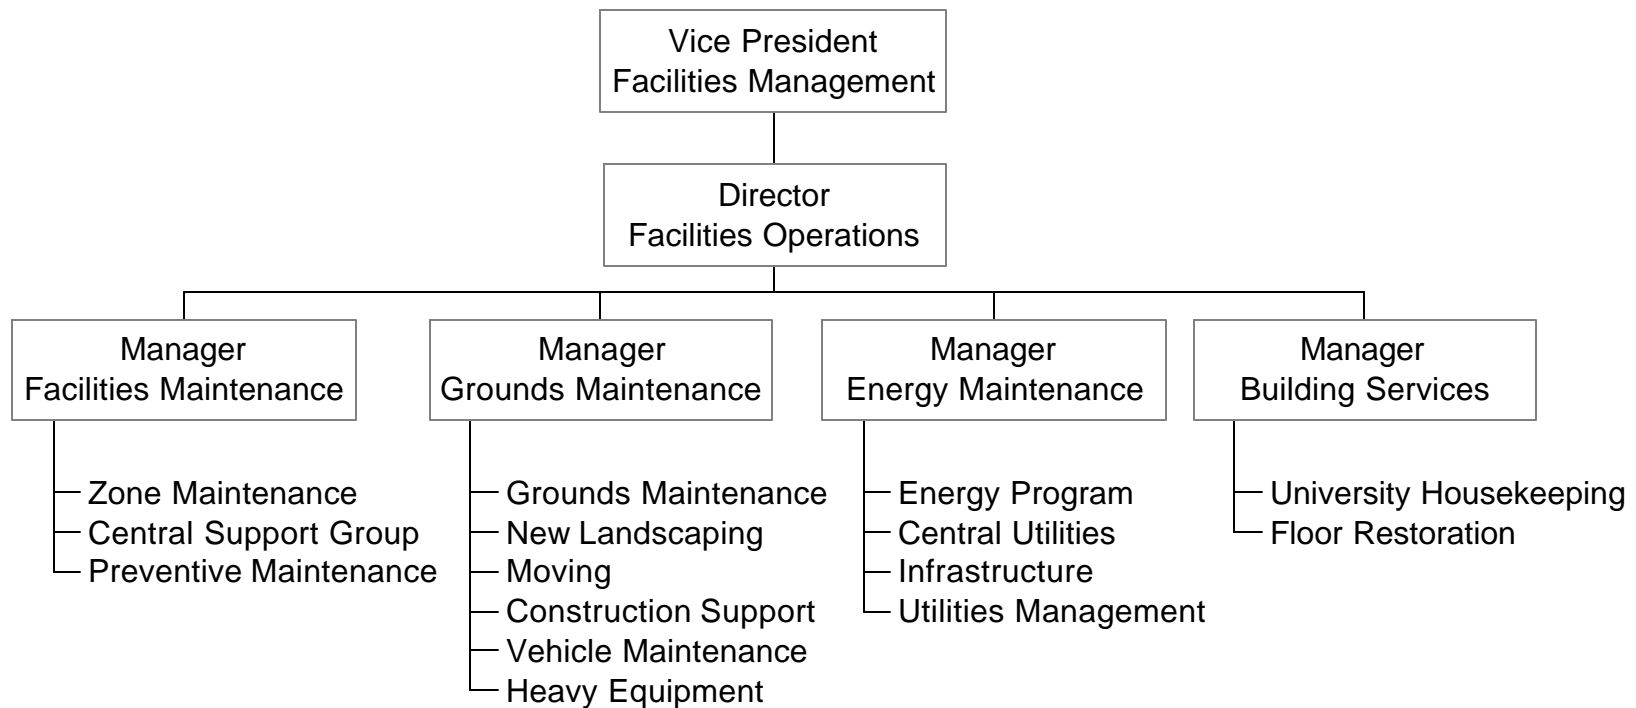 Vice President
Facilities Management
Director
Facilities Operations
Manager
Facilities Maintenance
Zone Maintenance
Central Support Group
Preventive Maintenance
Manager
Grounds Maintenance
Grounds Maintenance
New Landscaping
Moving
Construction Support
Vehicle Maintenance
Heavy Equipment
Manager
Energy Maintenance
Energy Program
Central Utilities
Infrastructure
Utilities Management
Manager
Building Services
University Housekeeping
Floor Restoration